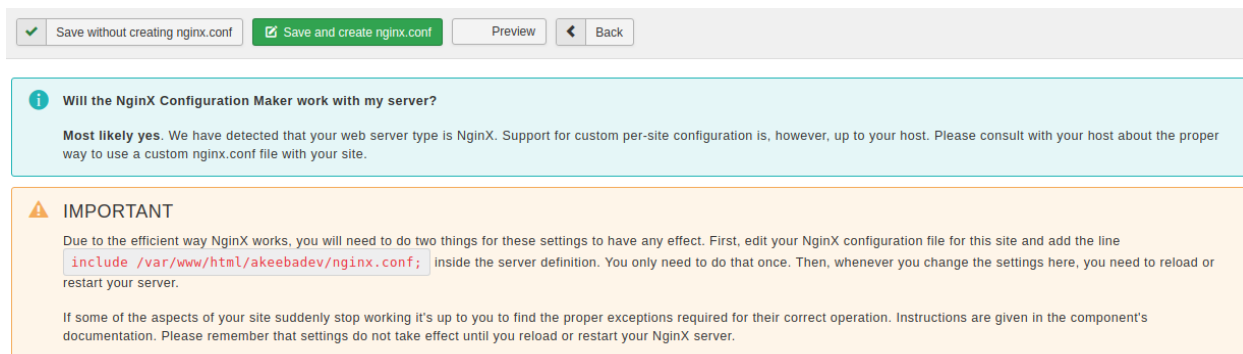 Save without creating nginx.conf Save and create nginx.conf Preview Back
Will the NginX Configuration Maker work with my server?
Most likely yes. We have detected that your web server type is NginX. Support for custom per-site configuration is, however, up to your host. Please consult with your host about the proper
way to use a custom nginx.conf file with your site.
IMPORTANT
Due to the efficient way NginX works, you will need to do two things for these settings to have any effect. First, edit your NginX configuration file for this site and add the line
include /var/www/html/akeebadev/nginx.conf; inside the server definition. You only need to do that once. Then, whenever you change the settings here, you need to reload or
restart your server.
If some of the aspects of your site suddenly stop working it's up to you to find the proper exceptions required for their correct operation. Instructions are given in the component's
documentation. Please remember that settings do not take effect until you reload or restart your NginX server.